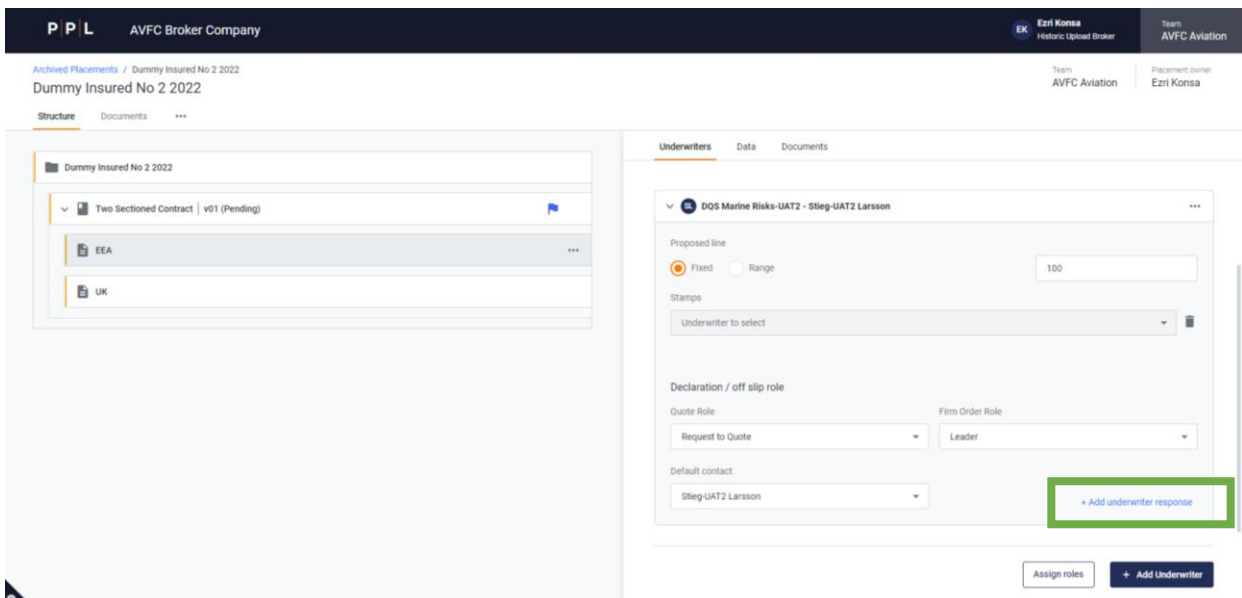 P|P|L AVFC Broker Company
EK Ezri Konsa
Historic Upload Broker
Team
AVFC Aviation
Archived Placements / Dummy Insured No 2 2022
Dummy Insured No 2 2022
Team
AVFC Aviation
Placement owner
Ezri Konsa
Structure Documents •••
Dummy Insured No 2 2022
Two Sectioned Contract | v01 (Pending)
EEA •••
UK
Underwriters Data Documents
SL DQS Marine Risks-UAT2 - Stieg-UAT2 Larsson •••
Proposed line
Fixed Range 100
Stamps
Underwriter to select
Declaration / off slip role
Quote Role Firm Order Role
Request to Quote Leader
Default contact
Stieg-UAT2 Larsson + Add underwriter response
Assign roles + Add Underwriter